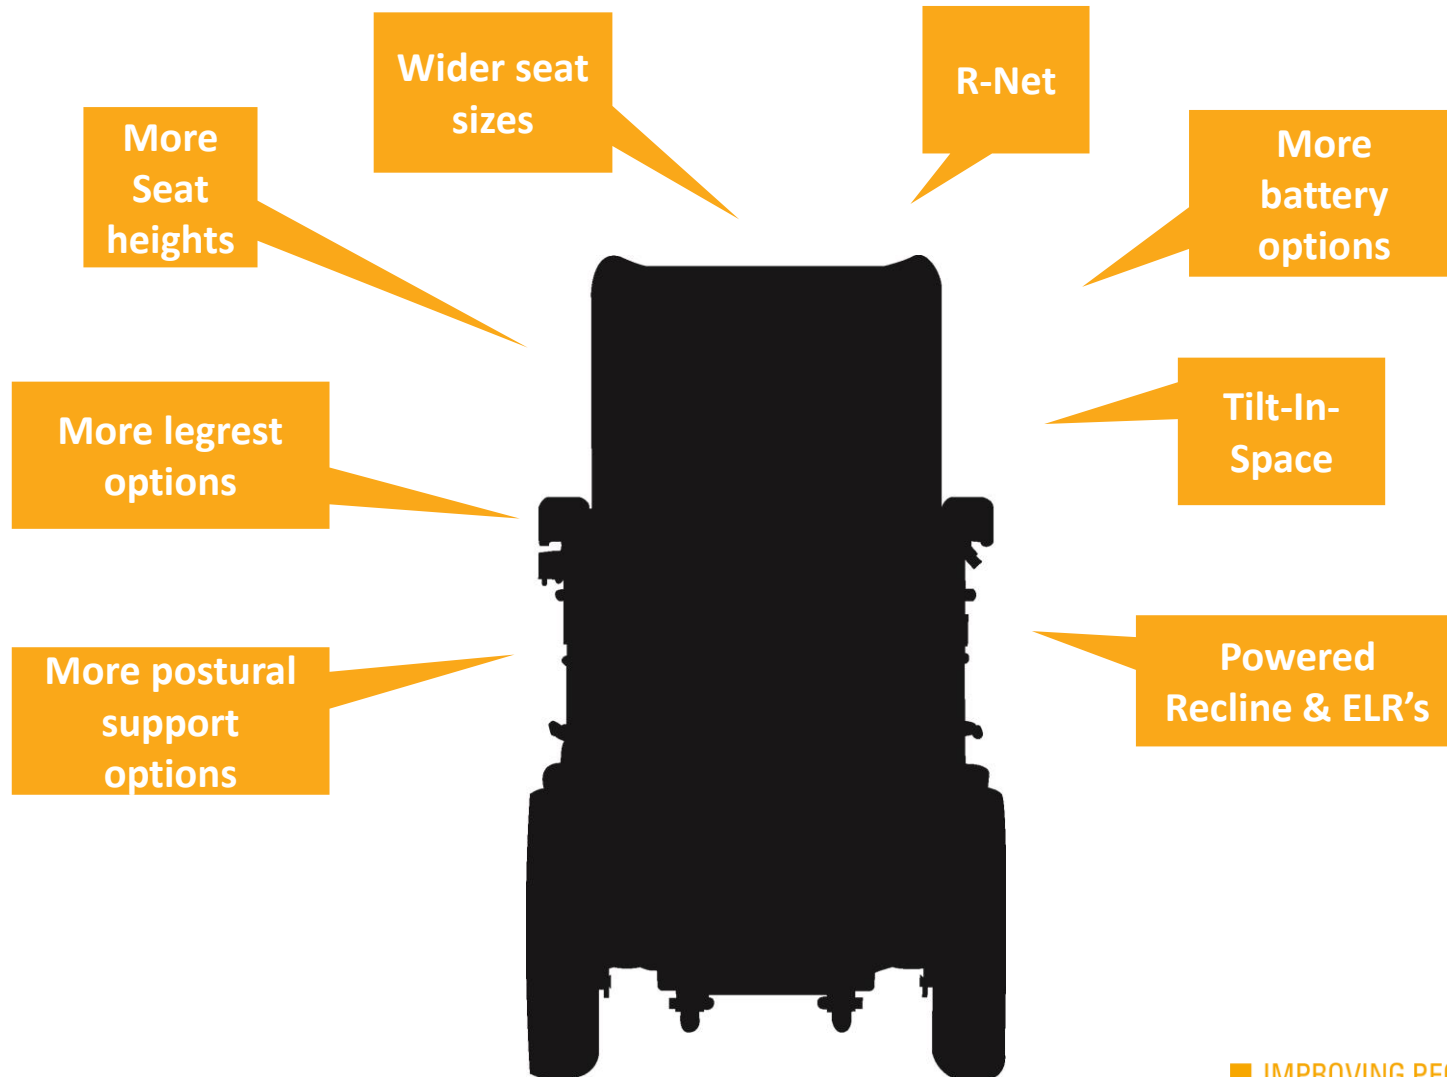 Wider seat
sizes
R-Net
More
Seat
heights
More
battery
options
More legrest
options
Tilt-In-
Space
More postural
support
options
Powered
Recline & ELR’s
IMPROVING